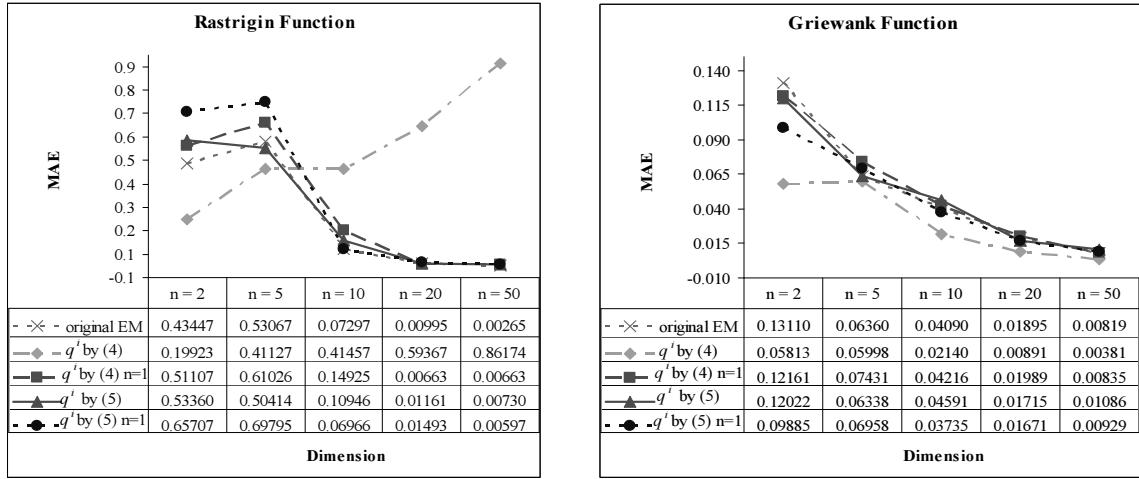 Rastrigin Function
MAE
0.9
0.8
0.7
0.6
0.5
0.4
0.3
0.2
0.1
-0.1
n = 2 n = 5 n = 10 n = 20 n = 50
original EM 0.43447 0.53067 0.07297 0.00995 0.00265
q^i by (4) 0.19923 0.41127 0.41457 0.59367 0.86174
q^i by (4) n=1 0.51107 0.61026 0.14925 0.00663 0.00663
q^i by (5) 0.53360 0.50414 0.10946 0.01161 0.00730
q^i by (5) n=1 0.65707 0.69795 0.06966 0.01493 0.00597
Dimension
Griewank Function
MAE
0.140
0.115
0.090
0.065
0.040
0.015
-0.010
n = 2 n = 5 n = 10 n = 20 n = 50
original EM 0.13110 0.06360 0.04090 0.01895 0.00819
q^i by (4) 0.05813 0.05998 0.02140 0.00891 0.00381
q^i by (4) n=1 0.12161 0.07431 0.04216 0.01989 0.00835
q^i by (5) 0.12022 0.06338 0.04591 0.01715 0.01086
q^i by (5) n=1 0.09885 0.06958 0.03735 0.01671 0.00929
Dimension